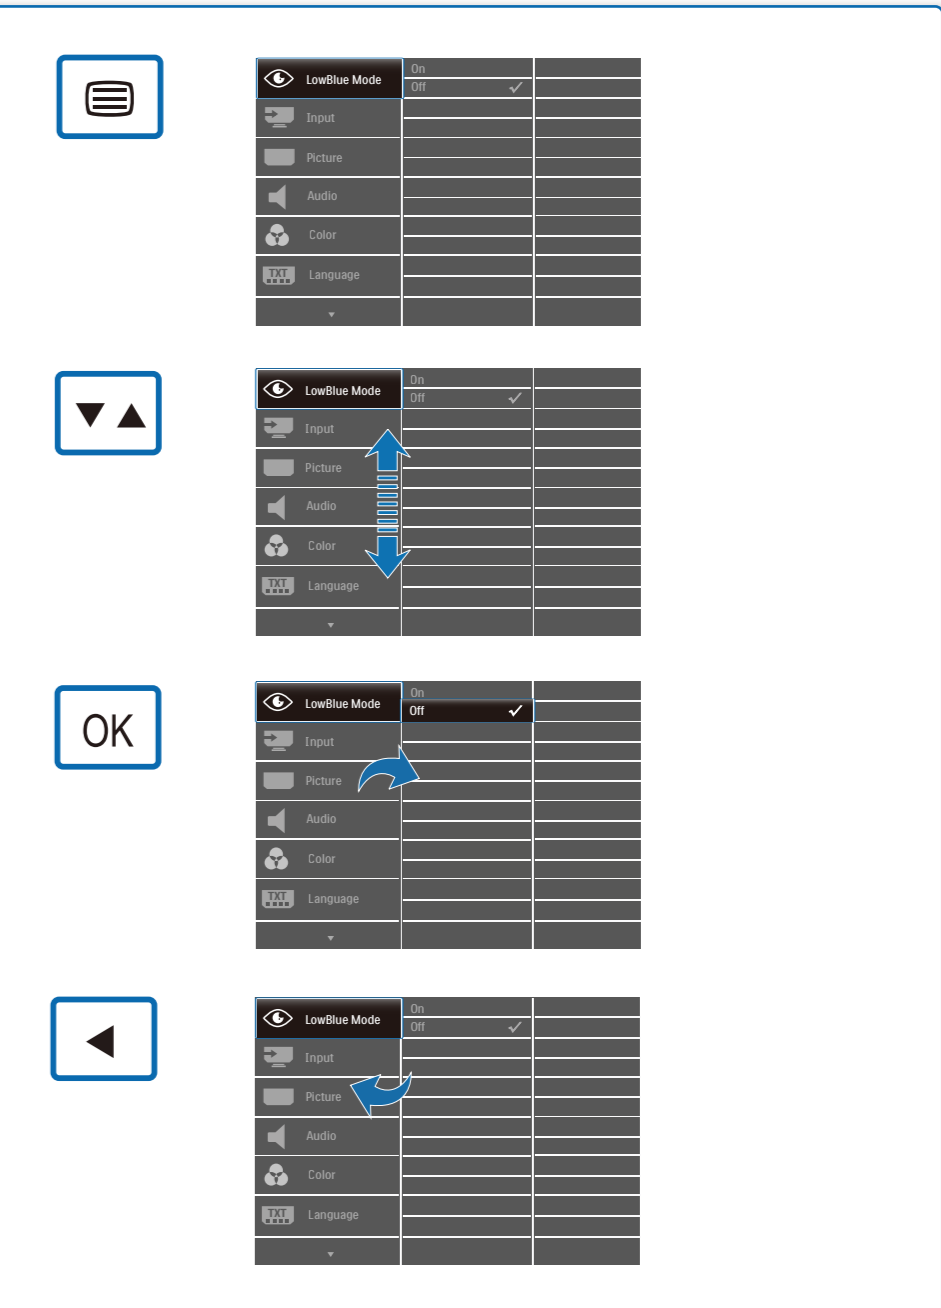 LowBlue Mode
On
Off
Input
Picture
Audio
Color
TXT
Language
LowBlue Mode
On
Off
Input
Picture
Audio
Color
TXT
Language
OK
LowBlue Mode
On
Off
Input
Picture
Audio
Color
TXT
Language
LowBlue Mode
On
Off
Input
Picture
Audio
Color
TXT
Language